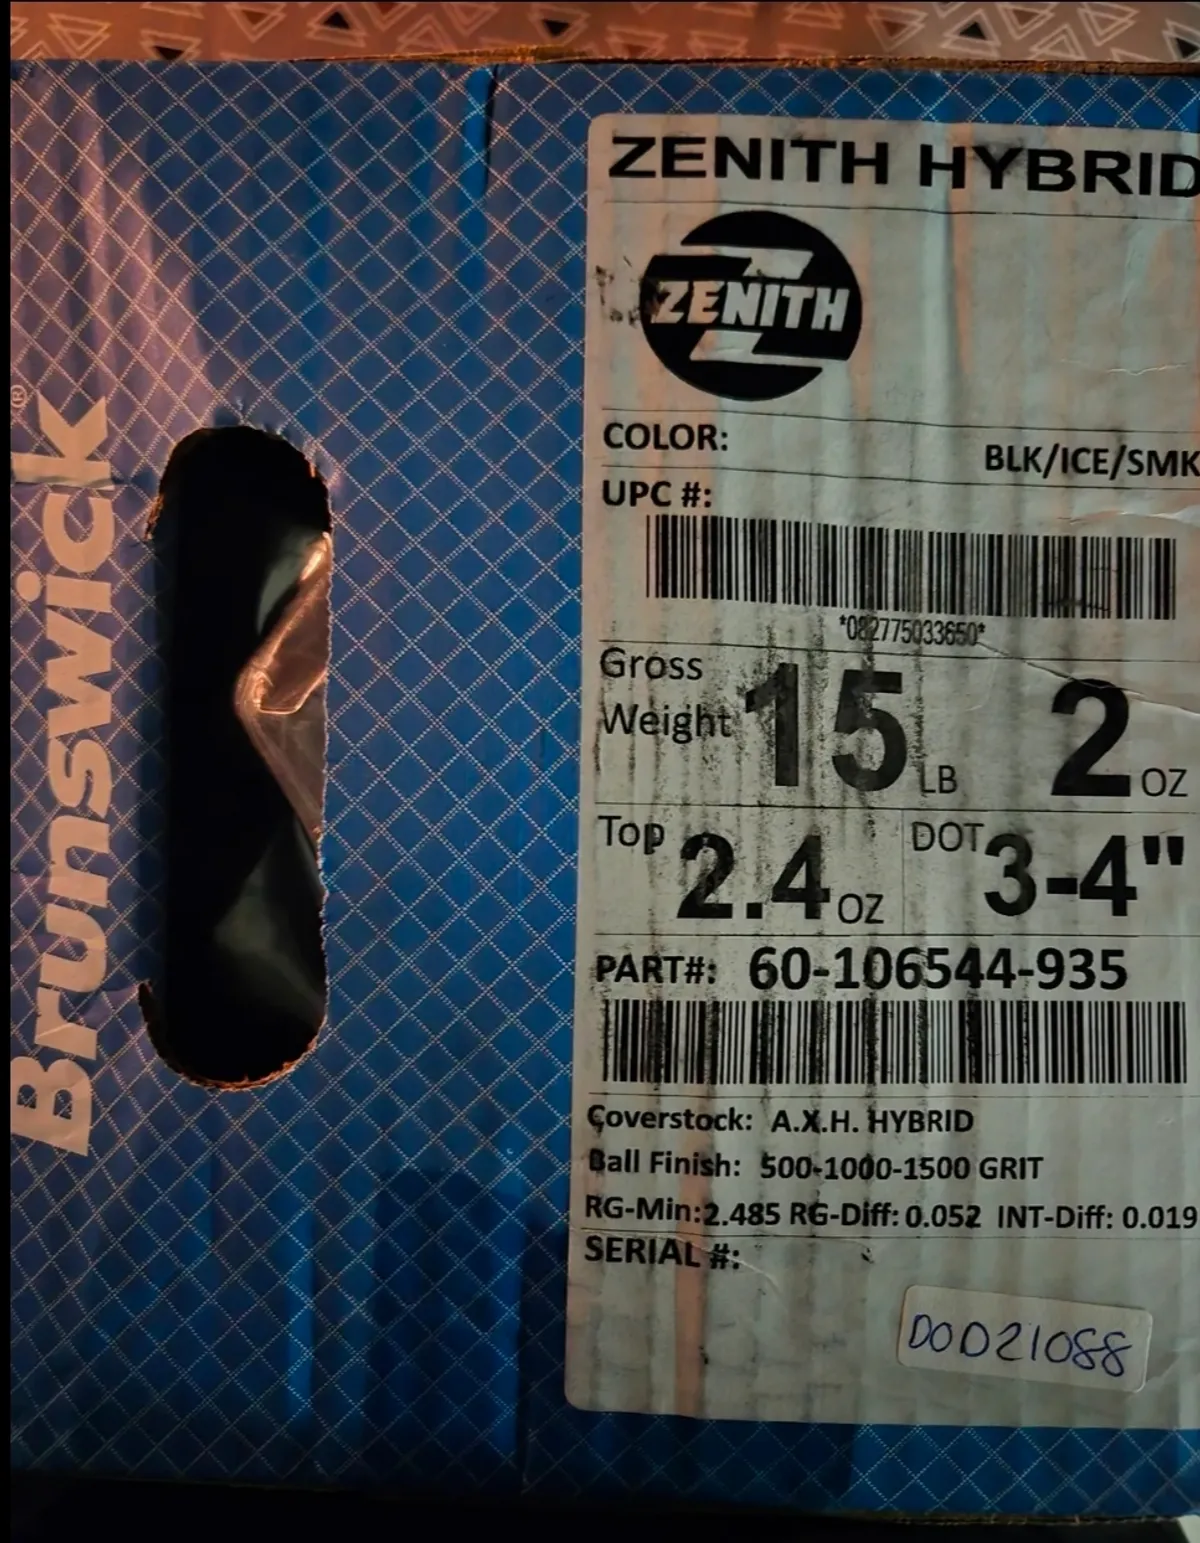 Brunswick®
ZENITH HYBRID
ZENITH
COLOR: BLK/ICE/SMK
UPC #:
*082775033650*
Gross Weight 15 LB 2 OZ
Top 2.4 OZ DOT 3-4"
PART#: 60-106544-935
Coverstock: A.X.H. HYBRID
Ball Finish: 500-1000-1500 GRIT
RG-Min:2.485 RG-Diff: 0.052 INT-Diff: 0.019
SERIAL #:
DOD21088